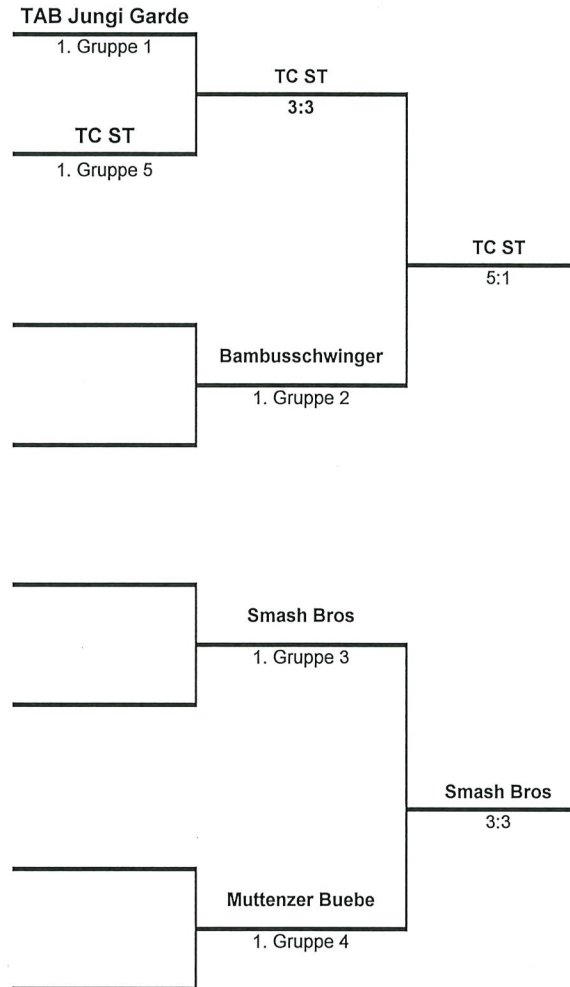 TAB Jungi Garde
1. Gruppe 1
TC ST
3:3
TC ST
1. Gruppe 5
TC ST
5:1
Bambusschwinger
1. Gruppe 2
Smash Bros
1. Gruppe 3
Smash Bros
3:3
Muttenzer Buebe
1. Gruppe 4